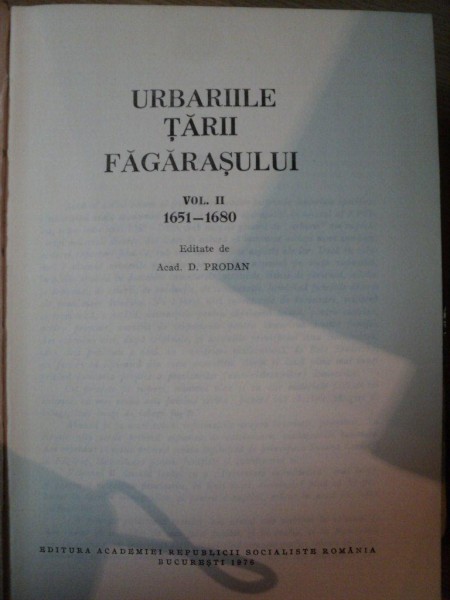 URBARIILE
ȚĂRII
FĂGĂRAȘULUI
VOL. II
1651—1680
Editate de
Acad. D. PRODAN
EDITURA ACADEMIEI REPUBLICII SOCIALISTE ROMÂNIA
BUCUREȘTI